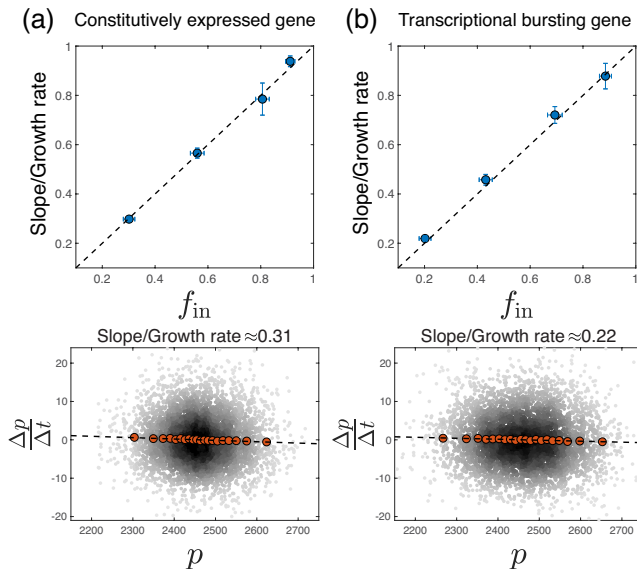 (a) Constitutively expressed gene
(b) Transcriptional bursting gene
Slope/Growth rate
1
0.8
0.6
0.4
0.2
0.2 0.4 0.6 0.8 1
f_in
Slope/Growth rate
1
0.8
0.6
0.4
0.2
0.2 0.4 0.6 0.8 1
f_in
Slope/Growth rate ≈0.31
Δp
Δt
20
10
0
-10
-20
2200 2300 2400 2500 2600 2700
p
Slope/Growth rate ≈0.22
Δp
Δt
20
10
0
-10
-20
2200 2300 2400 2500 2600 2700
p